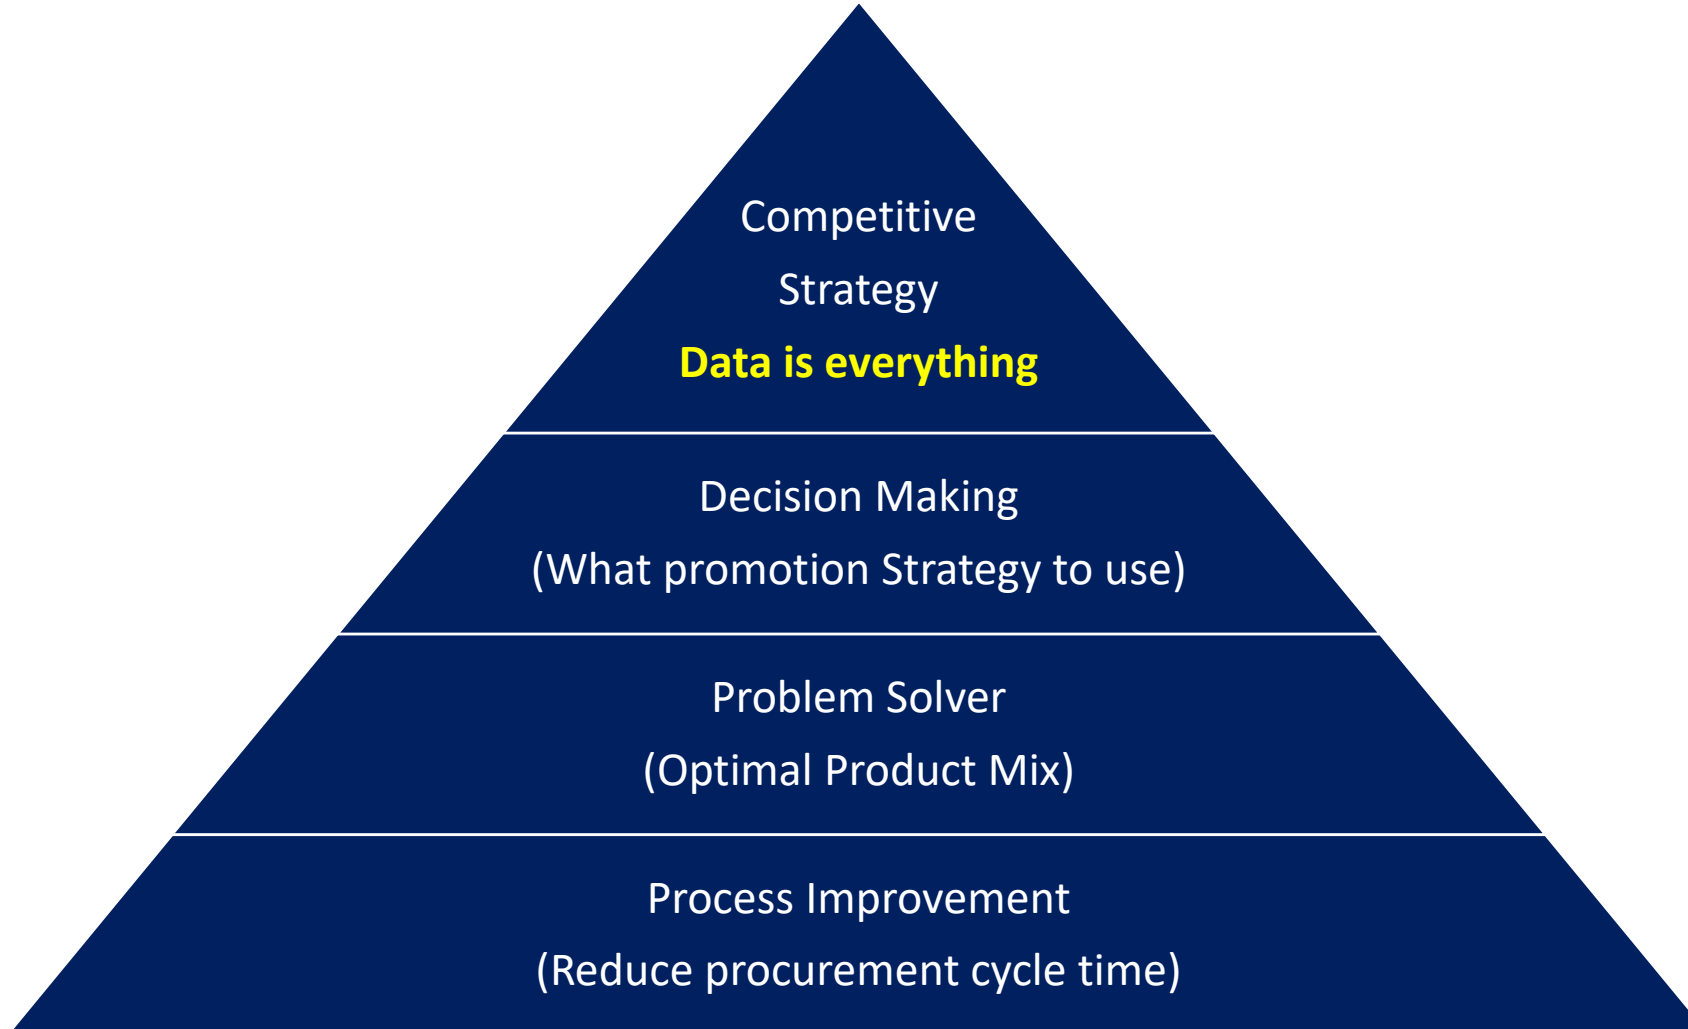 Competitive
Strategy
Data is everything
Decision Making
(What promotion Strategy to use)
Problem Solver
(Optimal Product Mix)
Process Improvement
(Reduce procurement cycle time)